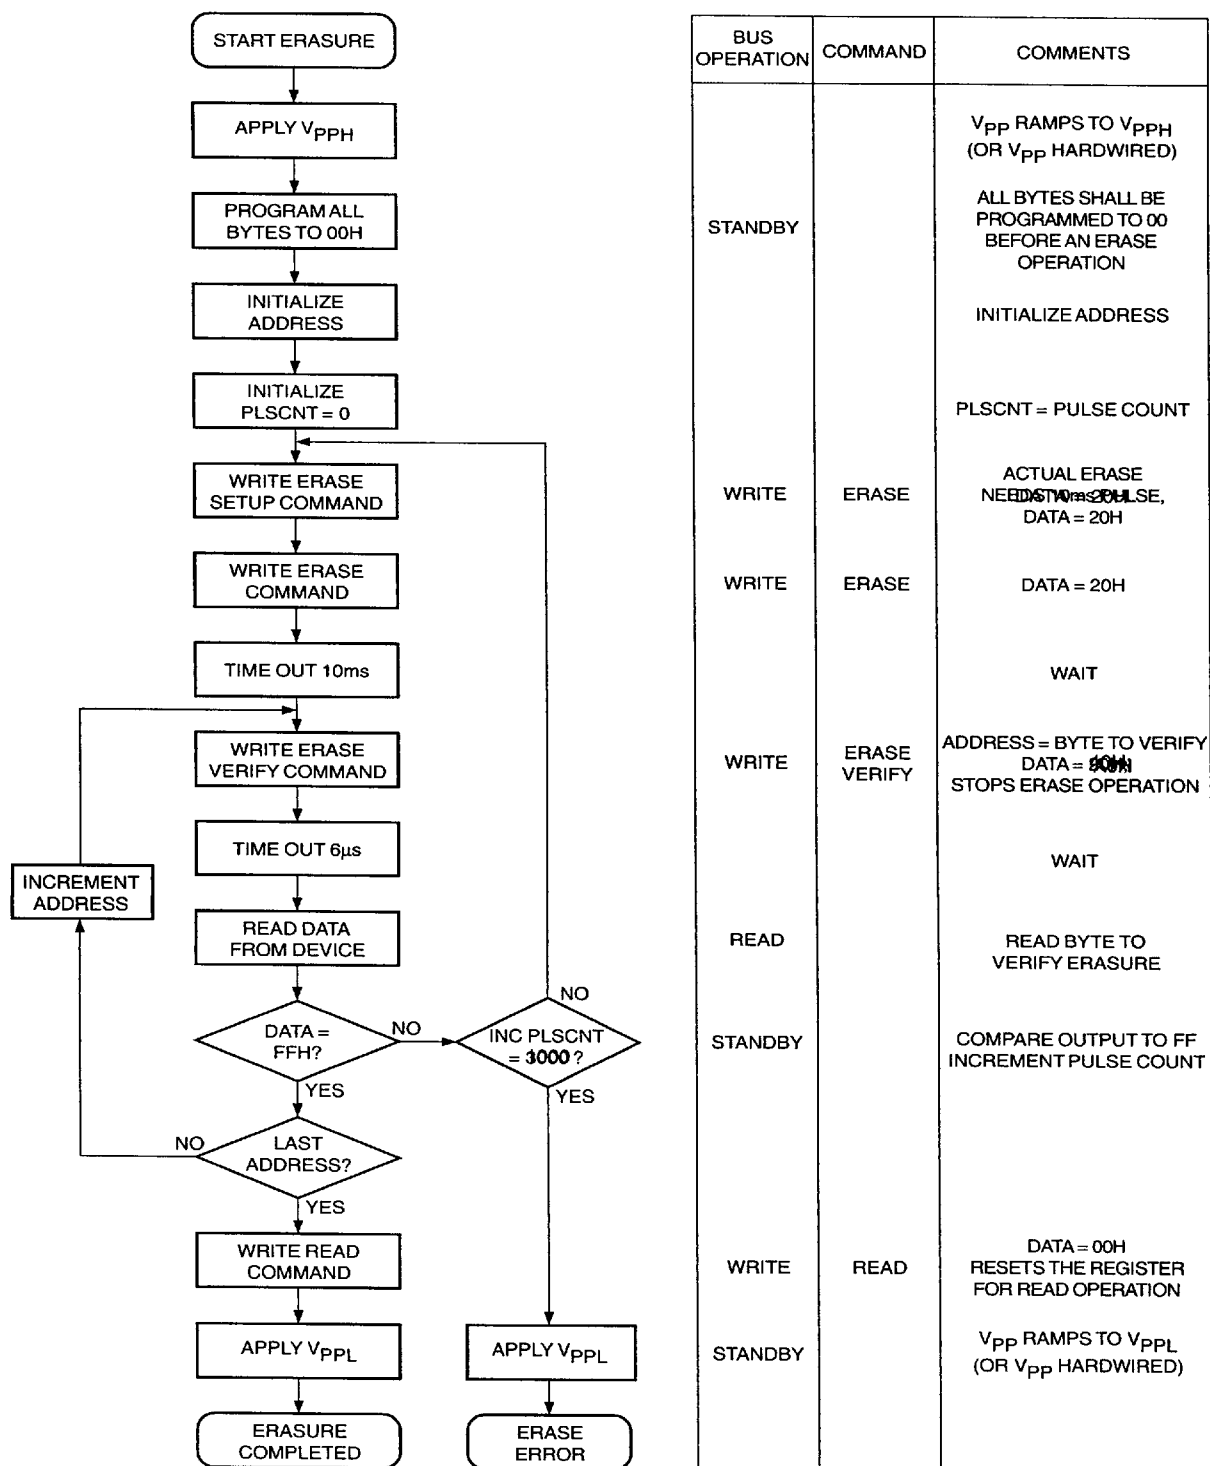 START ERASURE
APPLY VPPH
PROGRAM ALL
BYTES TO 00H
INITIALIZE
ADDRESS
INITIALIZE
PLSCNT = 0
WRITE ERASE
SETUP COMMAND
WRITE ERASE
COMMAND
TIME OUT 10ms
WRITE ERASE
VERIFY COMMAND
TIME OUT 6µs
INCREMENT
ADDRESS
READ DATA
FROM DEVICE
DATA =
FFH?
NO
YES
INC PLSCNT
= ?
NO
YES
LAST
ADDRESS?
NO
YES
WRITE READ
COMMAND
APPLY VPPL
ERASURE
COMPLETED
APPLY VPPL
ERASE
ERROR
BUS
OPERATION
COMMAND
COMMENTS
VPP RAMPS TO VPPH
(OR VPP HARDWIRED)
STANDBY
ALL BYTES SHALL BE
PROGRAMMED TO 00
BEFORE AN ERASE
OPERATION
INITIALIZE ADDRESS
PLSCNT = PULSE COUNT
WRITE
ERASE
ACTUAL ERASE
DATA = 20H
WRITE
ERASE
DATA = 20H
WAIT
WRITE
ERASE
VERIFY
ADDRESS = BYTE TO VERIFY
DATA =
STOPS ERASE OPERATION
WAIT
READ
READ BYTE TO
VERIFY ERASURE
STANDBY
COMPARE OUTPUT TO FF
INCREMENT PULSE COUNT
WRITE
READ
DATA = 00H
RESETS THE REGISTER
FOR READ OPERATION
STANDBY
VPP RAMPS TO VPPL
(OR VPP HARDWIRED)